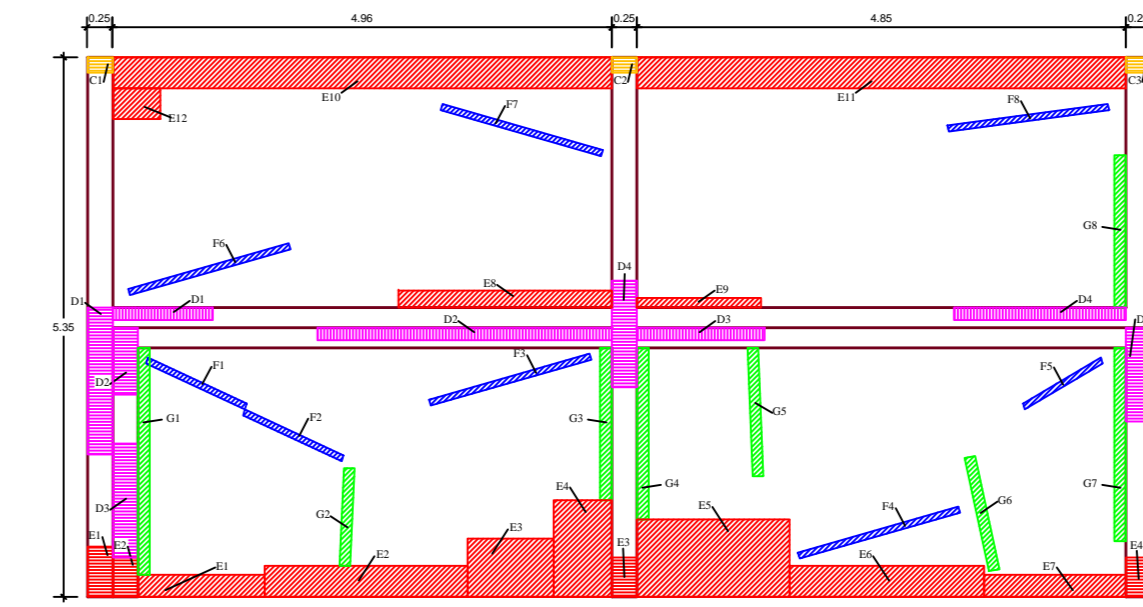 0.25 4.96 0.25 4.85 0.2
C1 C2 C3
E10 E11
E12 F7 F8
F6 G8
D4
E8 E9
D1 D1 D4
5.35 D2 D3 D
F1 F3 F5
D2
G1 F2 G3 G5
E4 G4 G6 G7
D3 G2 E5 F4
E1 E2 E3 E3 E4
E1 E2 E6 E7